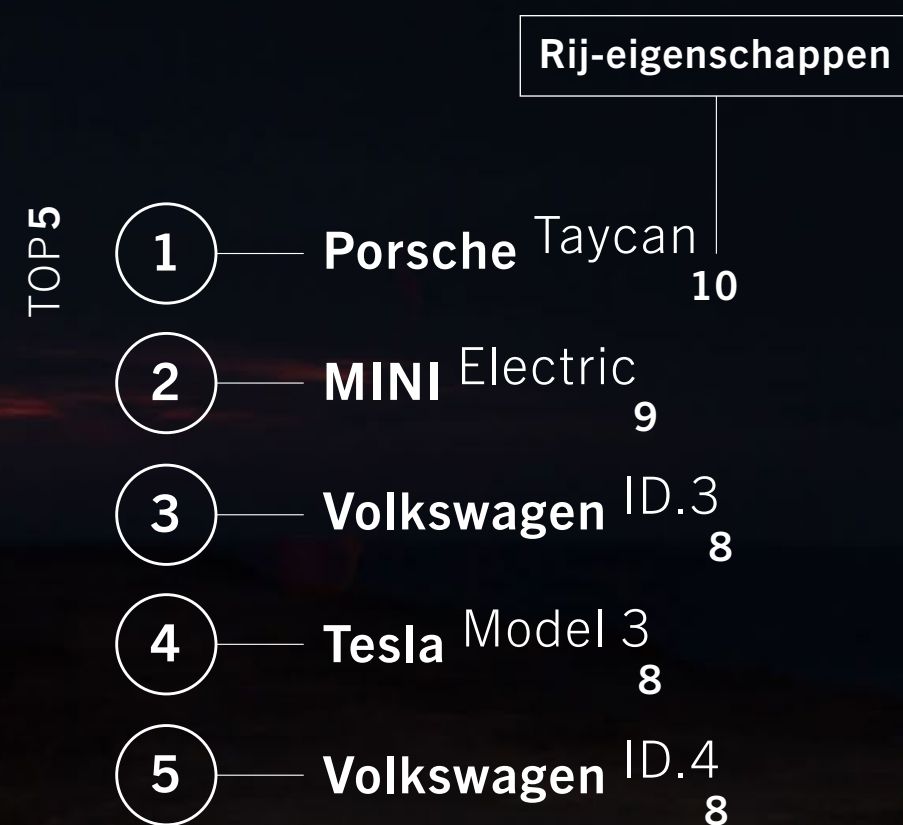 Rij-eigenschappen
TOP5
1 Porsche Taycan
10
2 MINI Electric
9
3 Volkswagen ID.3
8
4 Tesla Model 3
8
5 Volkswagen ID.4
8